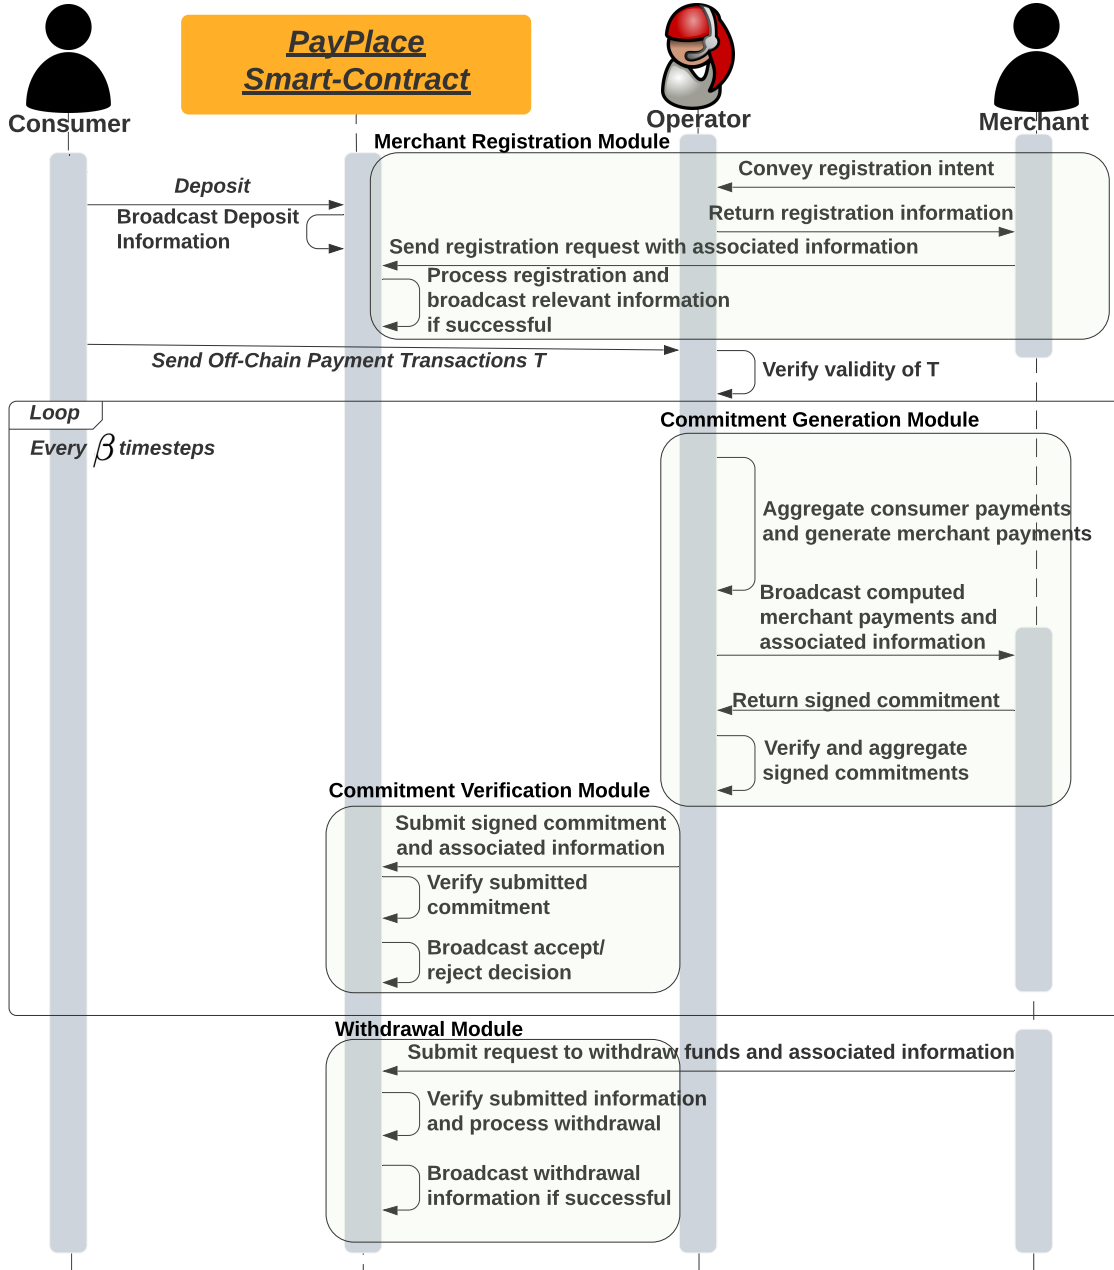 PayPlace
Smart-Contract
Consumer
Operator
Merchant
Merchant Registration Module
Convey registration intent
Deposit
Return registration information
Broadcast Deposit
Information
Send registration request with associated information
Process registration and
broadcast relevant information
if successful
Send Off-Chain Payment Transactions T
Verify validity of T
Loop
Every β timesteps
Commitment Generation Module
Aggregate consumer payments
and generate merchant payments
Broadcast computed
merchant payments and
associated information
Return signed commitment
Verify and aggregate
signed commitments
Commitment Verification Module
Submit signed commitment
and associated information
Verify submitted
commitment
Broadcast accept/
reject decision
Withdrawal Module
Submit request to withdraw funds and associated information
Verify submitted information
and process withdrawal
Broadcast withdrawal
information if successful